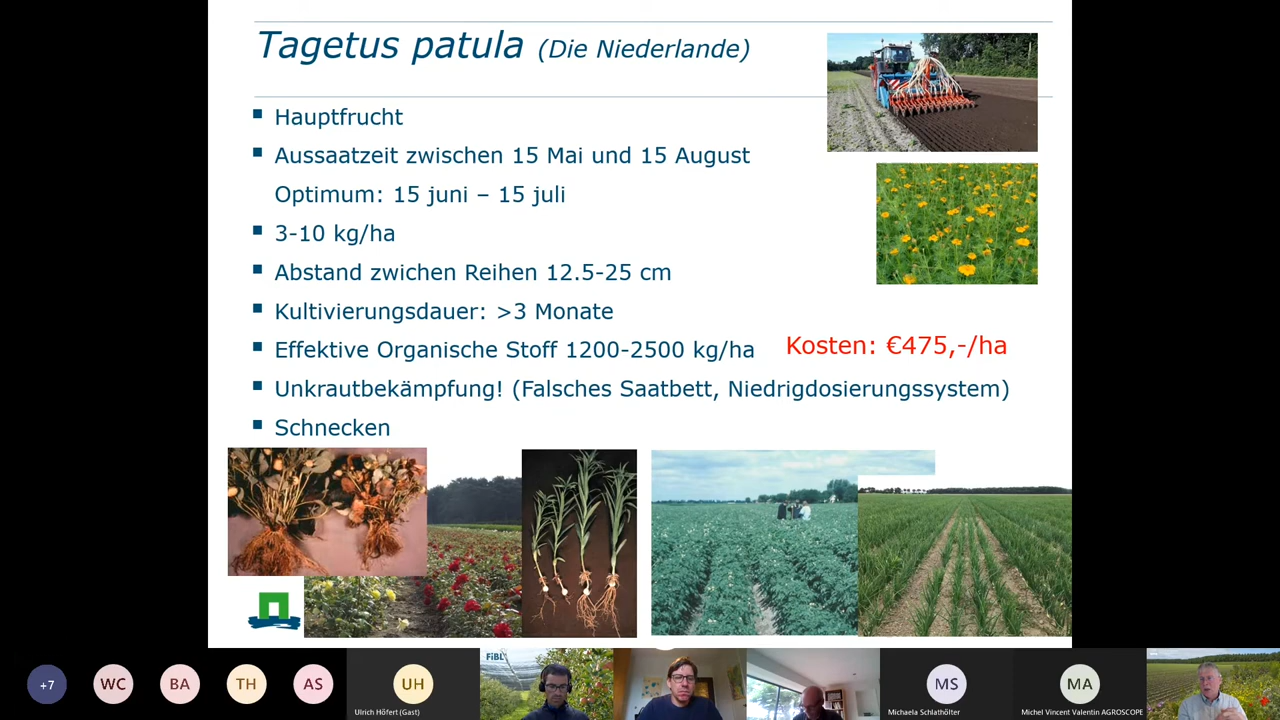 Tagetus patula (Die Niederlande)
Hauptfrucht
Aussaatzeit zwischen 15 Mai und 15 August
Optimum: 15 juni – 15 juli
3-10 kg/ha
Abstand zwichen Reihen 12.5-25 cm
Kultivierungsdauer: >3 Monate
Effektive Organische Stoff 1200-2500 kg/ha
Kosten: €475,-/ha
Unkrautbekämpfung! (Falsches Saatbett, Niedrigdosierungssystem)
Schnecken
+7
WC
BA
TH
AS
UH
Ulrich Höfert (Gast)
FiBL
MS
Michaela Schlathölter
MA
Michel Vincent Valentin AGROSCOPE